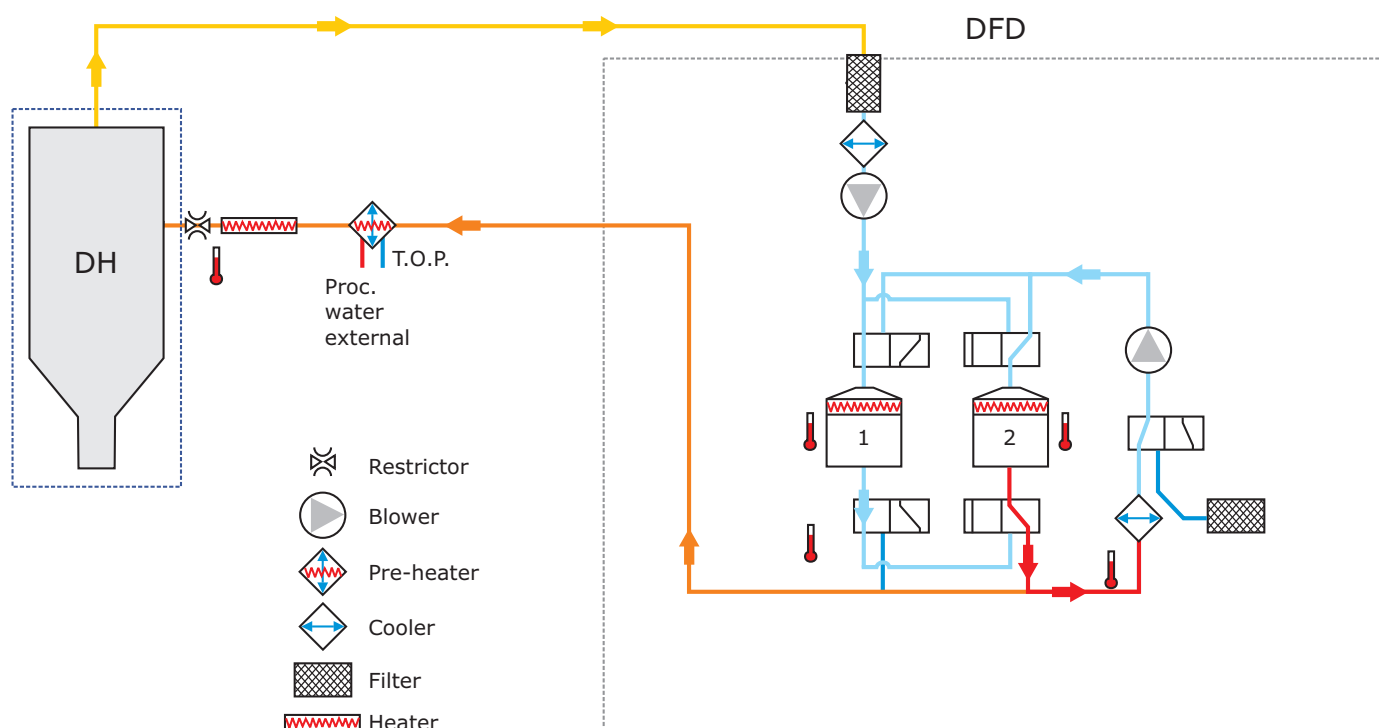 DFD
DH
T.O.P.
Proc.
water
external
1
2
Restrictor
Blower
Pre-heater
Cooler
Filter
Heater